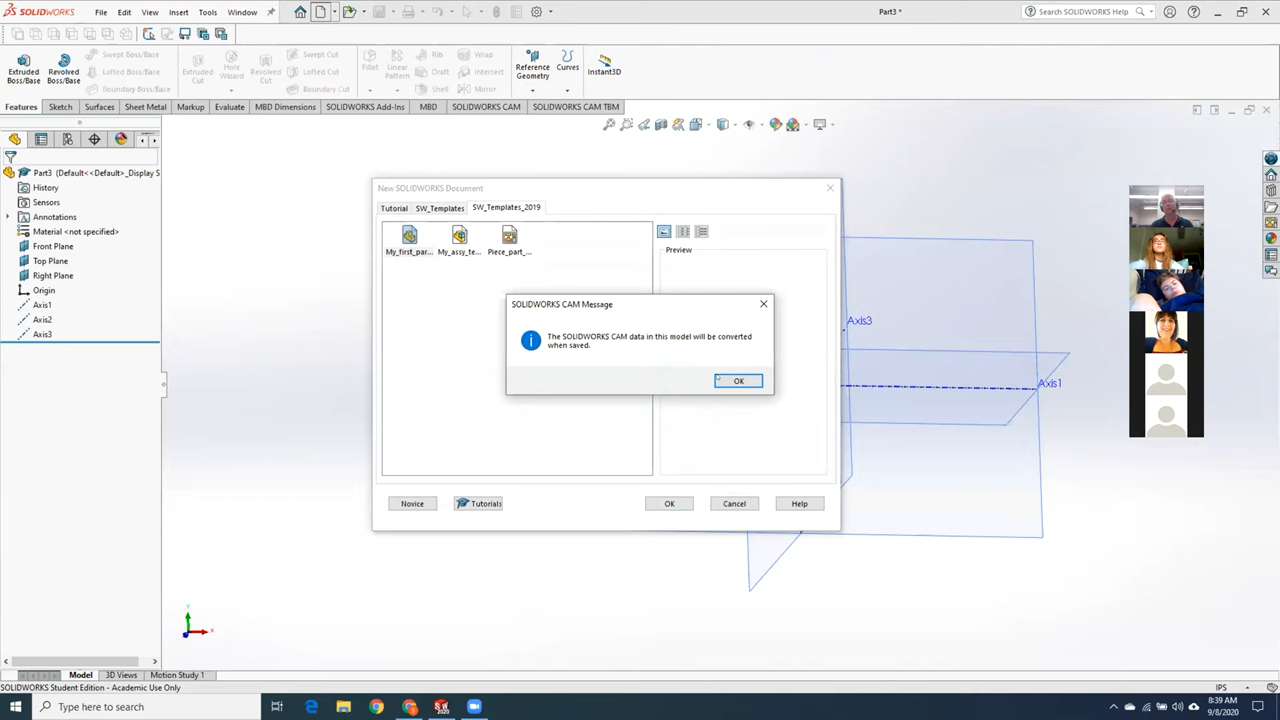 SOLIDWORKS File Edit View Insert Tools Window Part3 * Search SOLIDWORKS Help
Extruded Boss/Base
Revolved Boss/Base
Swept Boss/Base
Lofted Boss/Base
Boundary Boss/Base
Extruded Cut
Hole Wizard
Revolved Cut
Swept Cut
Lofted Cut
Boundary Cut
Fillet
Linear Pattern
Rib
Draft
Shell
Wrap
Intersect
Mirror
Reference Geometry
Curves
Instant3D
Features Sketch Surfaces Sheet Metal Markup Evaluate MBD Dimensions SOLIDWORKS Add-Ins MBD SOLIDWORKS CAM SOLIDWORKS CAM TBM
Part3 (Default<<Default>_Display S
History
Sensors
Annotations
Material <not specified>
Front Plane
Top Plane
Right Plane
Origin
Axis1
Axis2
Axis3
New SOLIDWORKS Document
Tutorial SW_Templates SW_Templates_2019
My_first_par... My_assy_te... Piece_part_...
Preview
SOLIDWORKS CAM Message
The SOLIDWORKS CAM data in this model will be converted
when saved.
OK
Novice Tutorials OK Cancel Help
Axis3
Axis1
Y
X
Model 3D Views Motion Study 1
SOLIDWORKS Student Edition - Academic Use Only IPS
Type here to search
8:39 AM
9/8/2020